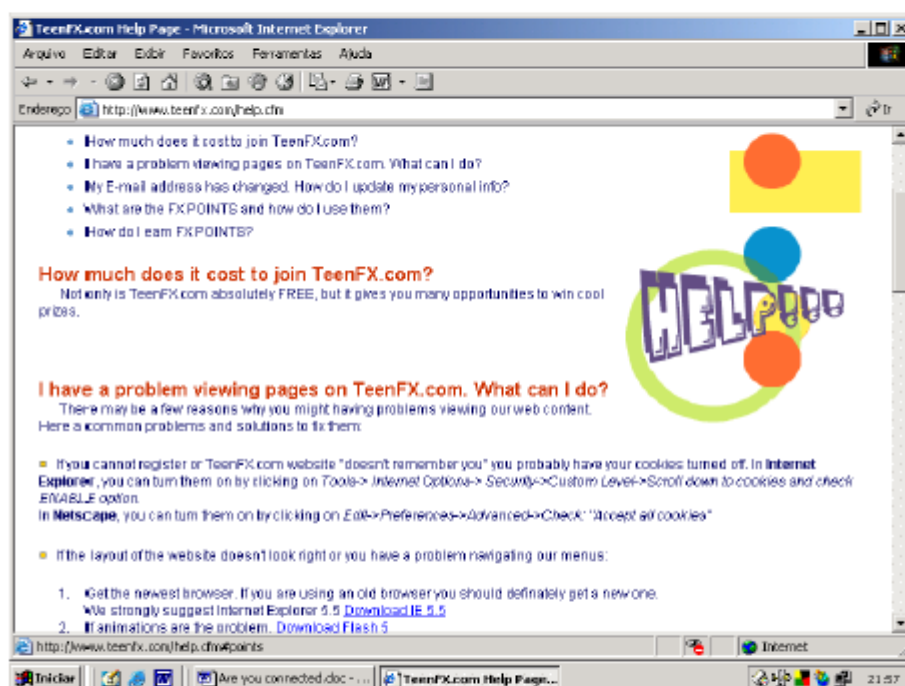 TeenFX.com Help Page - Microsoft Internet Explorer
Arquivo Editar Exibir Favoritos Ferramentas Ajuda
Endereço http://www.teenfx.com/help.cfm Ir
How much does it cost to join TeenFX.com?
I have a problem viewing pages on TeenFX.com. What can I do?
My E-mail address has changed. How do I update my personal info?
What are the FX POINTS and how do I use them?
How do I earn FX POINTS?
HELP!!!
How much does it cost to join TeenFX.com?
Not only is TeenFX.com absolutely FREE, but it gives you many opportunities to win cool
prizes.
I have a problem viewing pages on TeenFX.com. What can I do?
There may be a few reasons why you might having problems viewing our web content.
Here a common problems and solutions to fix them:
If you cannot register or TeenFX.com website "doesn't remember you" you probably have your cookies turned off. In Internet
Explorer, you can turn them on by clicking on Tools-> Internet Options-> Security->Custom Level->Scroll down to cookies and check
ENABLE option.
In Netscape, you can turn them on by clicking on Edit->Preferences->Advanced->Check: "Accept all cookies"
If the layout of the website doesn't look right or you have a problem navigating our menus:
1. Get the newest browser. If you are using an old browser you should definately get a new one.
We strongly suggest Internet Explorer 5.5 Download IE 5.5
2. If animations are the problem. Download Flash 5
http://www.teenfx.com/help.cfm#points Internet
Iniciar Are you connected.doc - ... TeenFX.com Help Page... 21:57